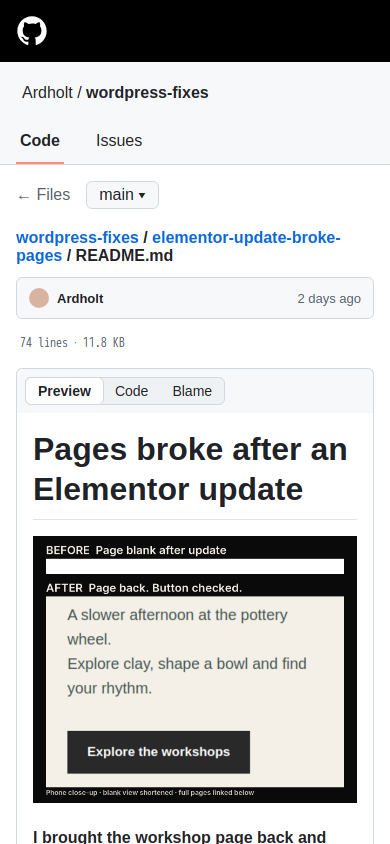 Ardholt / wordpress-fixes
Code Issues
← Files main ▾
wordpress-fixes / elementor-update-broke-
pages / README.md
Ardholt 2 days ago
74 lines · 11.8 KB
Preview Code Blame
Pages broke after an
Elementor update
BEFORE Page blank after update
AFTER Page back. Button checked.
A slower afternoon at the pottery
wheel.
Explore clay, shape a bowl and find
your rhythm.
Explore the workshops
Phone close-up · blank view shortened · full pages linked below
I brought the workshop page back and